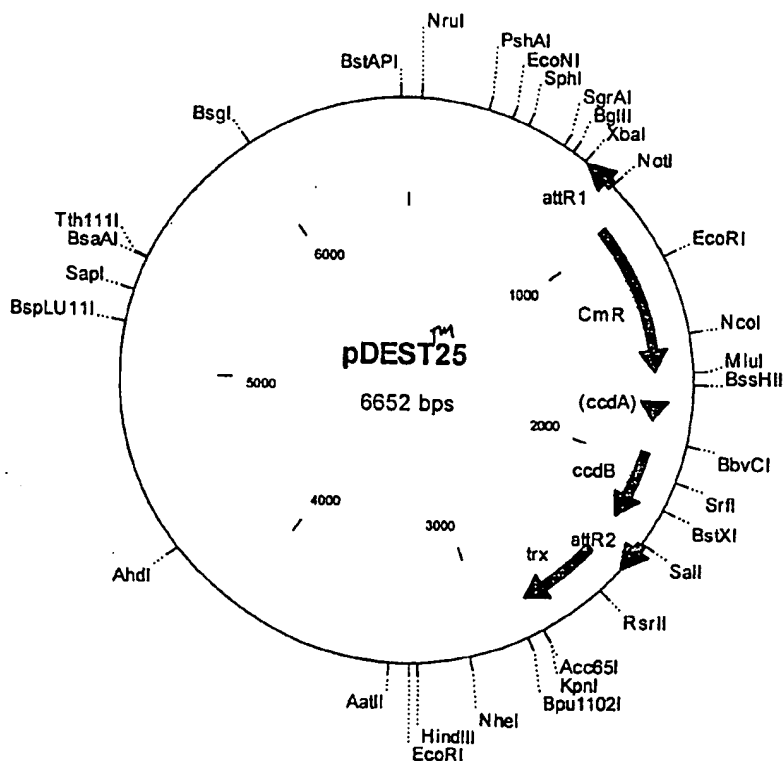 NruI
PshAI
EcoNI
SphI
SgrAI
BglII
XbaI
NotI
BstAPI
BsgI
attR1
EcoRI
Tth111I
BsaAI
SapI
BspLU11I
6000
1000
CmR
NcoI
MluI
BssHII
pDEST™25
6652 bps
5000
(ccdA)
2000
BbvCI
ccdB
SrfI
BstXI
4000
3000
attR2
trx
SalI
AhdI
RsrII
Acc65I
KpnI
Bpu1102I
AatII
NheI
HindIII
EcoRI